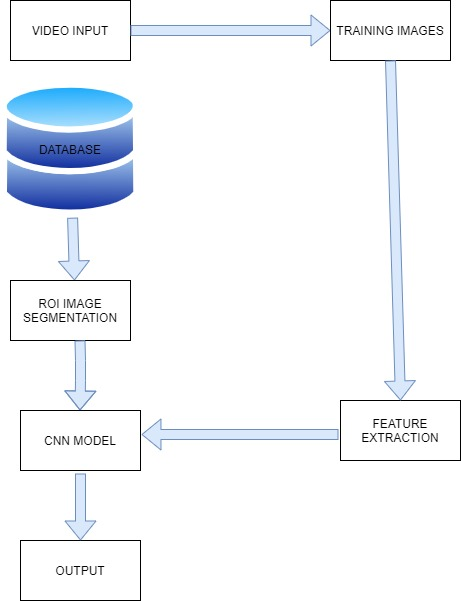 VIDEO INPUT
TRAINING IMAGES
DATABASE
ROI IMAGE
SEGMENTATION
CNN MODEL
FEATURE
EXTRACTION
OUTPUT